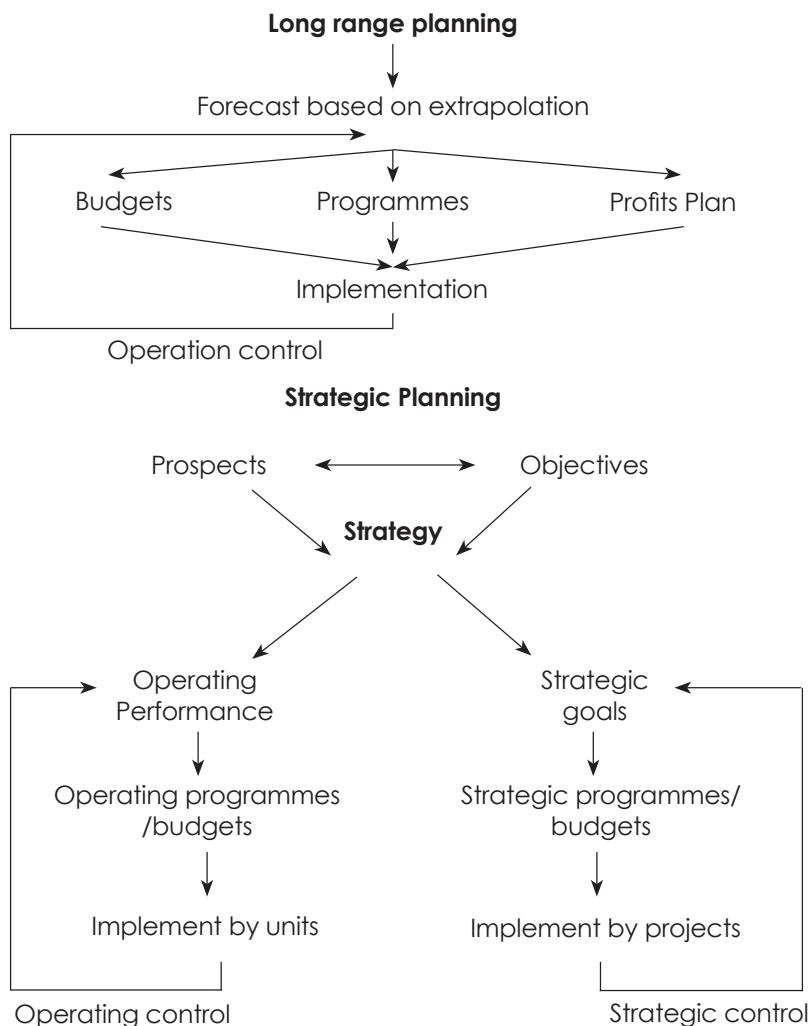 Long range planning
Forecast based on extrapolation
Budgets
Programmes
Profits Plan
Implementation
Operation control
Strategic Planning
Prospects
Objectives
Strategy
Operating
Performance
Strategic
goals
Operating programmes
/budgets
Strategic programmes/
budgets
Implement by units
Implement by projects
Operating control
Strategic control